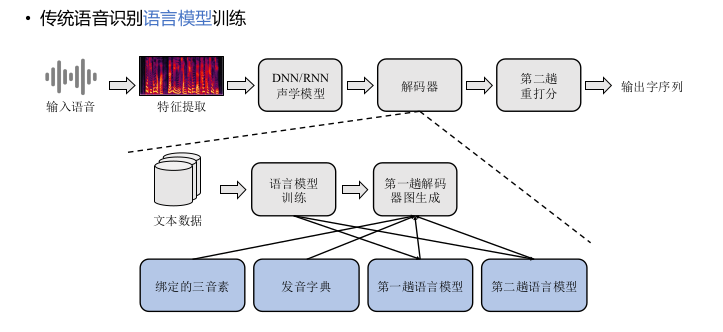 • 传统语音识别语言模型训练
输入语音
特征提取
DNN/RNN
声学模型
解码器
第二趟
重打分
输出字序列
文本数据
语言模型
训练
第一趟解码
器图生成
绑定的三音素
发音字典
第一趟语言模型
第二趟语言模型